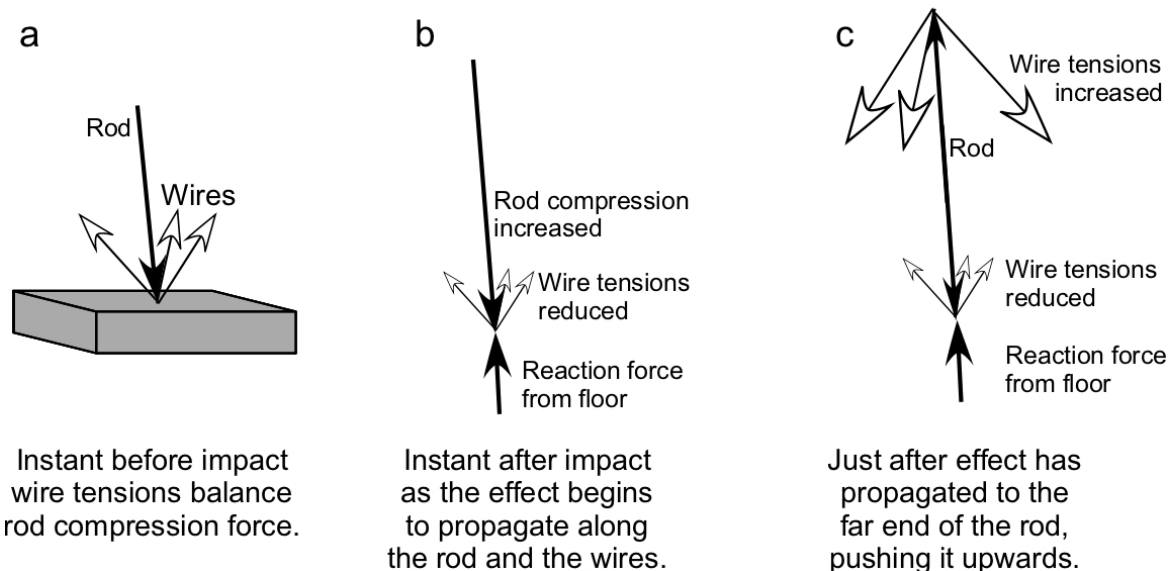 a
Rod
Wires
Instant before impact
wire tensions balance
rod compression force.
b
Rod compression
increased
Wire tensions
reduced
Reaction force
from floor
Instant after impact
as the effect begins
to propagate along
the rod and the wires.
c
Wire tensions
increased
Rod
Wire tensions
reduced
Reaction force
from floor
Just after effect has
propagated to the
far end of the rod,
pushing it upwards.